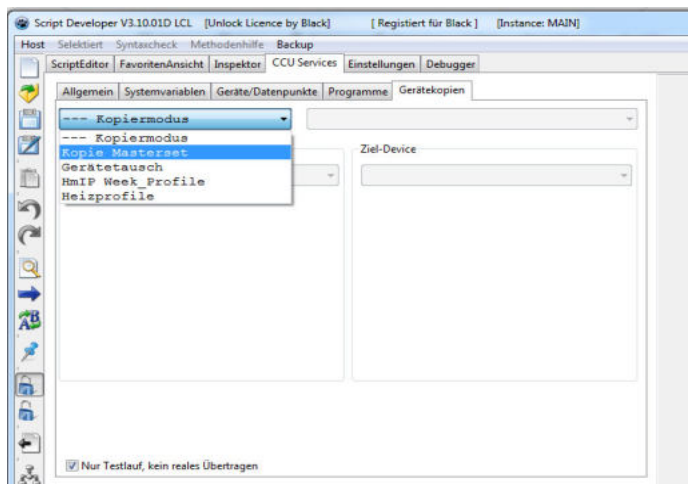 Script Developer V3.10.01D LCL [Unlock Licence by Black] [ Registiert für Black ] [Instance: MAIN]
Host Selektiert Syntaxcheck Methodenhilfe Backup
ScriptEditor FavoritenAnsicht Inspektor CCU Services Einstellungen Debugger
Allgemein Systemvariablen Geräte/Datenpunkte Programme Gerätekopien
--- Kopiermodus
--- Kopiermodus
Kopie Masterset
Gerätetausch
HmIP Week_Profile
Heizprofile
Ziel-Device
Nur Testlauf, kein reales Übertragen